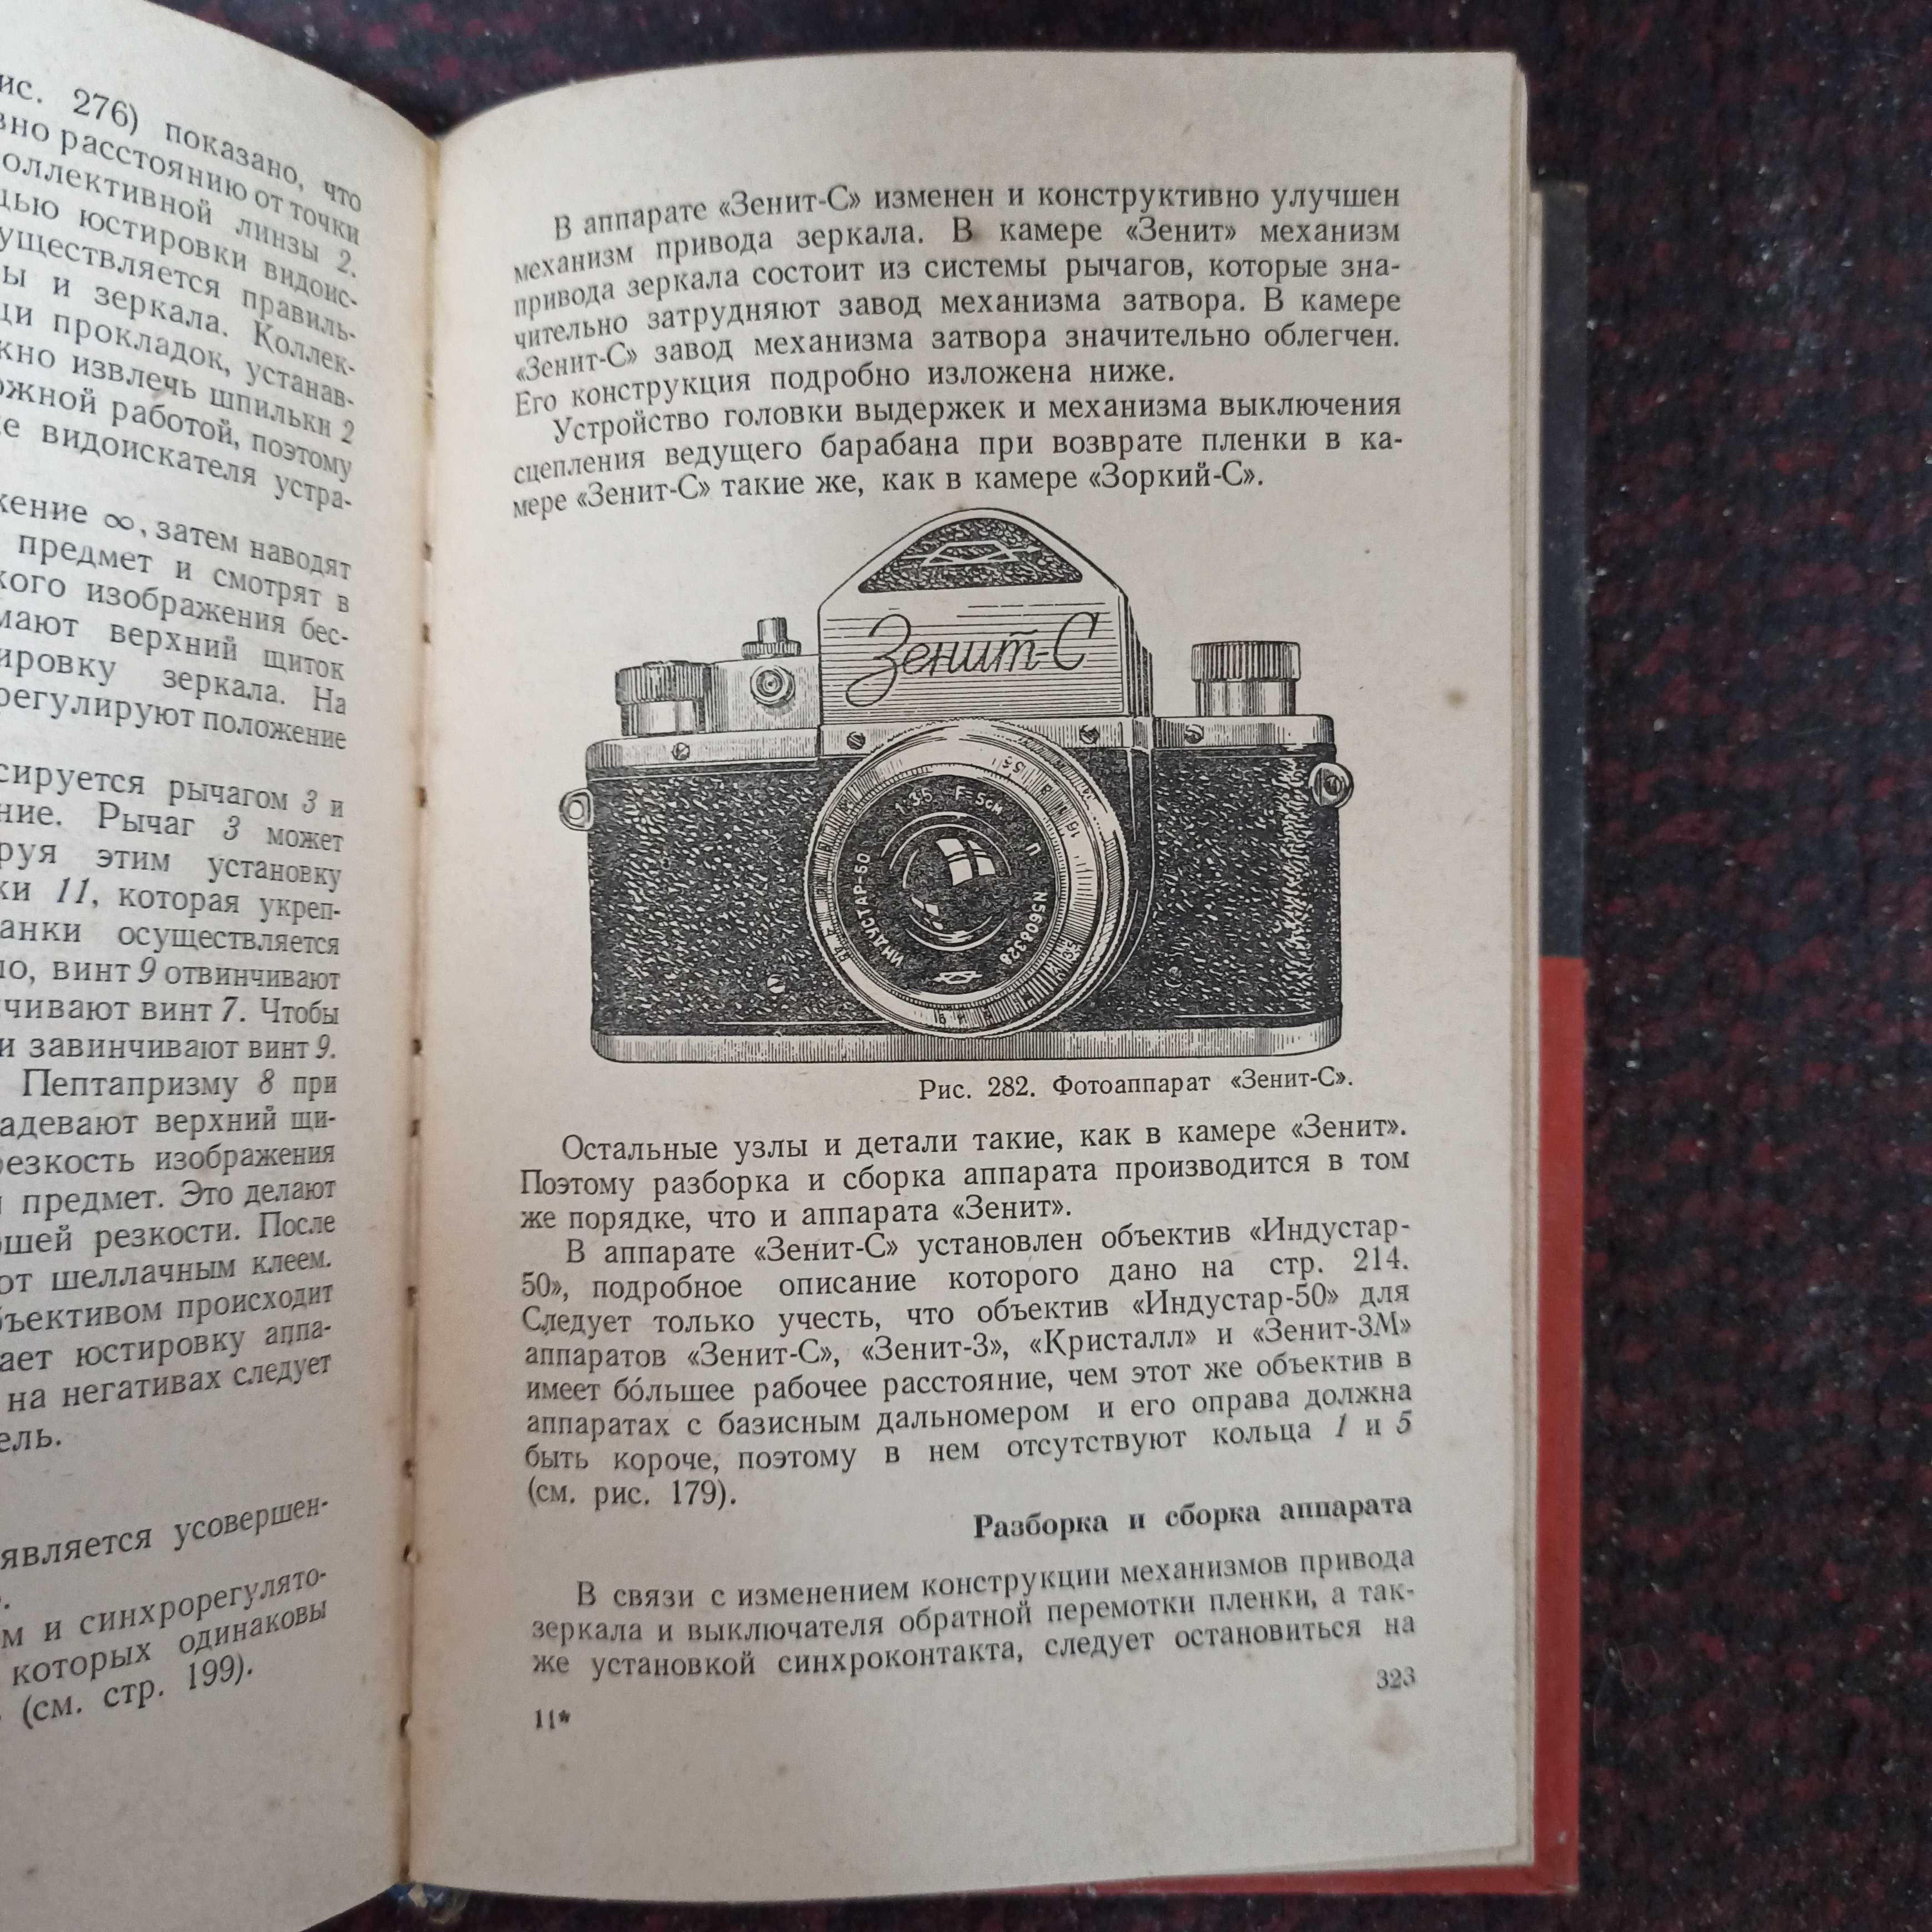 ис. 276) показано, что
вно расстоянию от точки
оллективной линзы 2.
щью юстировки видоис-
уществляется правиль-
ы и зеркала. Коллек-
щи прокладок, устанав-
жно извлечь шпильки 2
ожной работой, поэтому
е видоискателя устра-
жение ∞, затем наводят
предмет и смотрят в
кого изображения бес-
мают верхний щиток
ировку зеркала. На
регулируют положение
сируется рычагом 3 и
ние. Рычаг 3 может
руя этим установку
ки 11, которая укреп-
анки осуществляется
но, винт 9 отвинчивают
чивают винт 7. Чтобы
и завинчивают винт 9.
Пептапризму 8 при
адевают верхний щи-
резкость изображения
предмет. Это делают
шей резкости. После
от шеллачным клеем.
бъективом происходит
ает юстировку аппа-
на негативах следует
ель.
является усовершен-
м и синхрорегулято-
которых одинаковы
(см. стр. 199).
В аппарате «Зенит-С» изменен и конструктивно улучшен
механизм привода зеркала. В камере «Зенит» механизм
привода зеркала состоит из системы рычагов, которые зна-
чительно затрудняют завод механизма затвора. В камере
«Зенит-С» завод механизма затвора значительно облегчен.
Его конструкция подробно изложена ниже.
Устройство головки выдержек и механизма выключения
сцепления ведущего барабана при возврате пленки в ка-
мере «Зенит-С» такие же, как в камере «Зоркий-С».
Зенит-С
1:3,5 F=5см П
ИНДУСТАР-50
N5608328
Рис. 282. Фотоаппарат «Зенит-С».
Остальные узлы и детали такие, как в камере «Зенит».
Поэтому разборка и сборка аппарата производится в том
же порядке, что и аппарата «Зенит».
В аппарате «Зенит-С» установлен объектив «Индустар-
50», подробное описание которого дано на стр. 214.
Следует только учесть, что объектив «Индустар-50» для
аппаратов «Зенит-С», «Зенит-3», «Кристалл» и «Зенит-3М»
имеет бо́льшее рабочее расстояние, чем этот же объектив в
аппаратах с базисным дальномером и его оправа должна
быть короче, поэтому в нем отсутствуют кольца 1 и 5
(см. рис. 179).
Разборка и сборка аппарата
В связи с изменением конструкции механизмов привода
зеркала и выключателя обратной перемотки пленки, а так-
же установкой синхроконтакта, следует остановиться на
323
11*